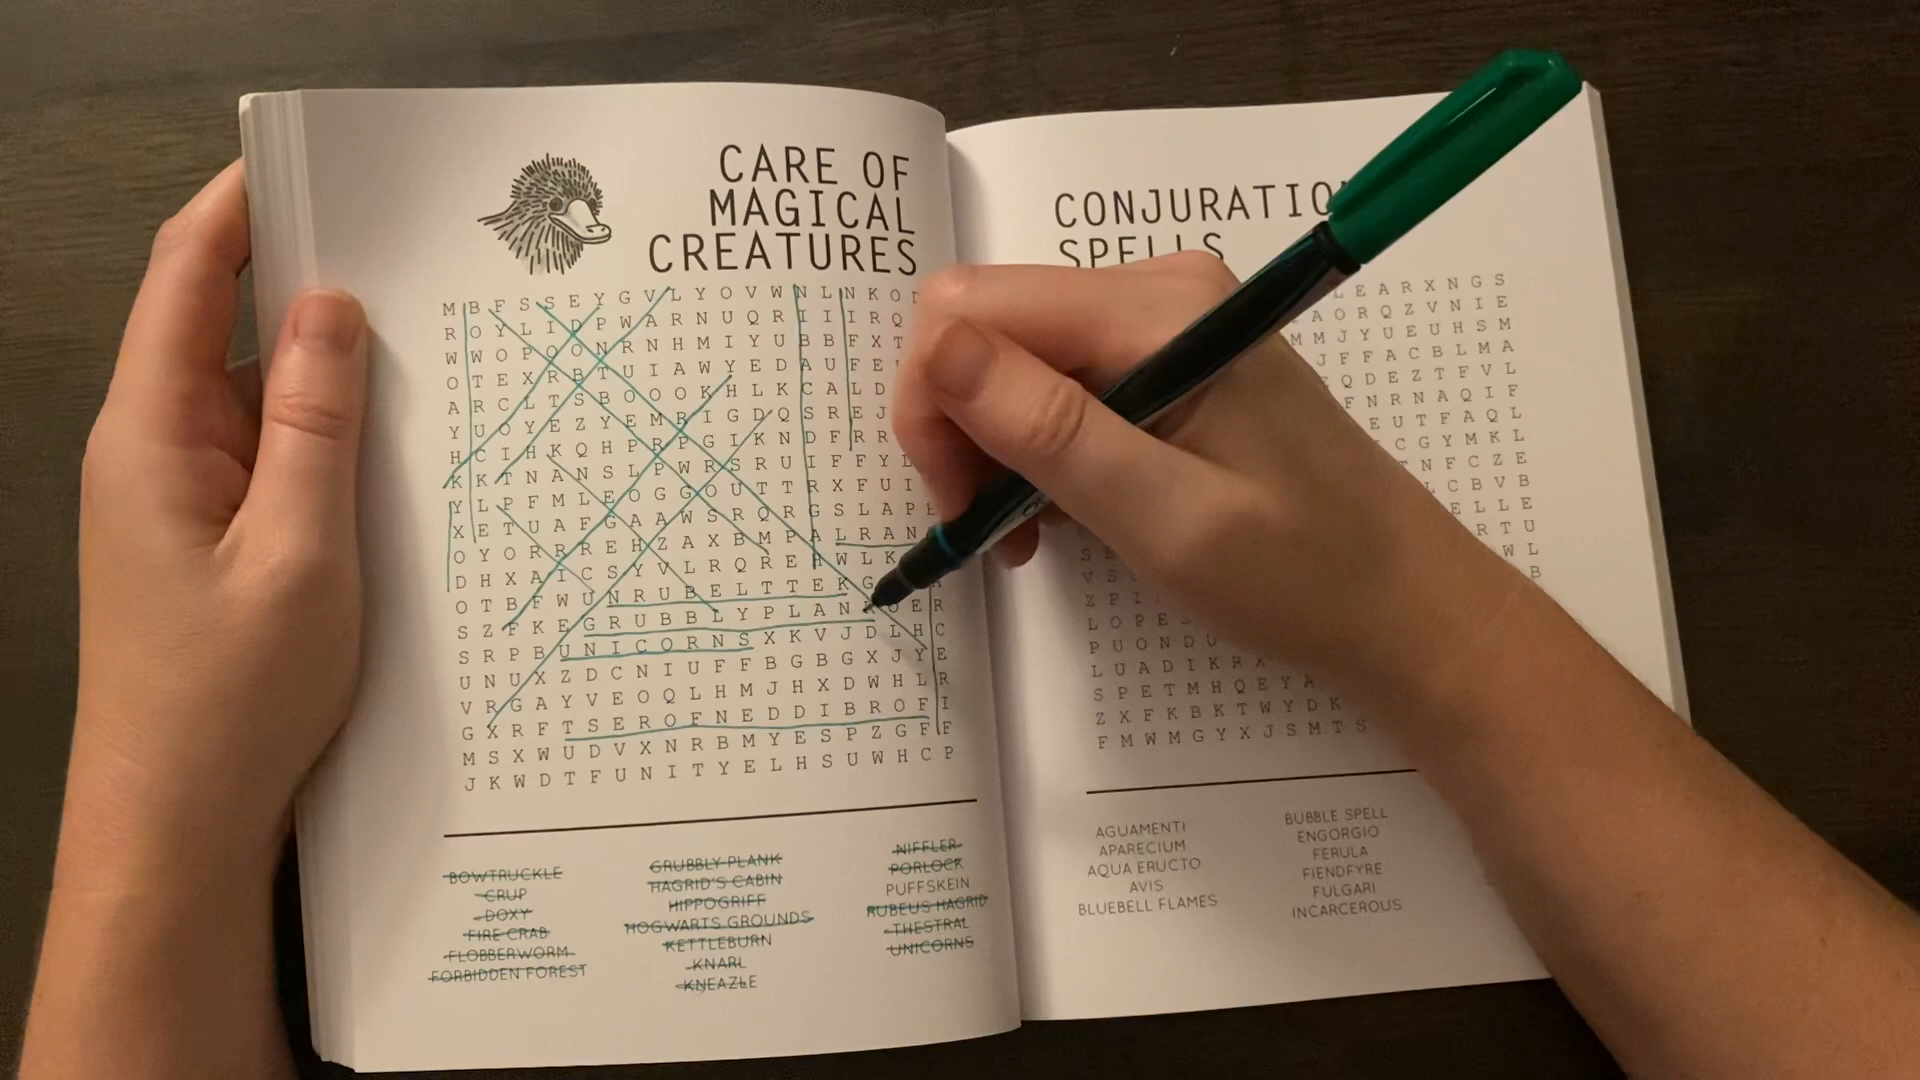 CARE OF
MAGICAL
CREATURES
M B F S S E Y G V L Y O V W N L N K O
R O Y L I D P W A R N U Q R I I I R Q
W W O P O O N R N H M I Y U B B F X T
O T E X R B T U I A W Y E D A U F E
A R C L T S B O O O K H L K C A L D
Y U O Y E Z Y E M R I G D Q S R E J
H C I H K Q H P R P G I K N D F R R
K K T N A N S L P W R S R U I F F Y
Y L P F M L E O G G O U T T R X F U I
X E T U A F G A A W S R Q R G S L A P
O Y O R R R E H Z A X B M P A L R A N
D H X A I C S Y V L R Q R E H W L K
O T B F W U N R U B E L T T E K G
S Z F K E G R U B B L Y P L A N K O E R
S R P B U N I C O R N S X K V J D L H C
U N U X Z D C N I U F F B G B G X J Y E
V R G A Y V E O Q L H M J H X D W H L R
G X R F T S E R O F N E D D I B R O F I
M S X W U D V X N R B M Y E S P Z G F F
J K W D T F U N I T Y E L H S U W H C P
BOWTRUCKLE
CRUP
DOXY
FIRE CRAB
FLOBBERWORM
FORBIDDEN FOREST
GRUBBLY PLANK
HAGRID'S CABIN
HIPPOGRIFF
HOGWARTS GROUNDS
KETTLEBURN
KNARL
KNEAZLE
NIFFLER
PORLOCK
PUFFSKEIN
RUBEUS HAGRID
THESTRAL
UNICORNS
SPELLS
L E A R X N G S
A O R Q Z V N I E
M M J Y U E U H S M
J F F A C B L M A
Q D E Z T F V L
F N R N A Q I F
E U T F A Q L
C G Y M K L
N F C Z E
L C B V B
E L L E
R T U
W L
B
L O P E S
P U O N D U
L U A D I K R X
S P E T M H Q E Y A
Z X F K B K T W Y D K
F M W M G Y X J S M T S
AGUAMENTI
APARECIUM
AQUA ERUCTO
AVIS
BLUEBELL FLAMES
BUBBLE SPELL
ENGORGIO
FERULA
FIENDFYRE
FULGARI
INCARCEROUS